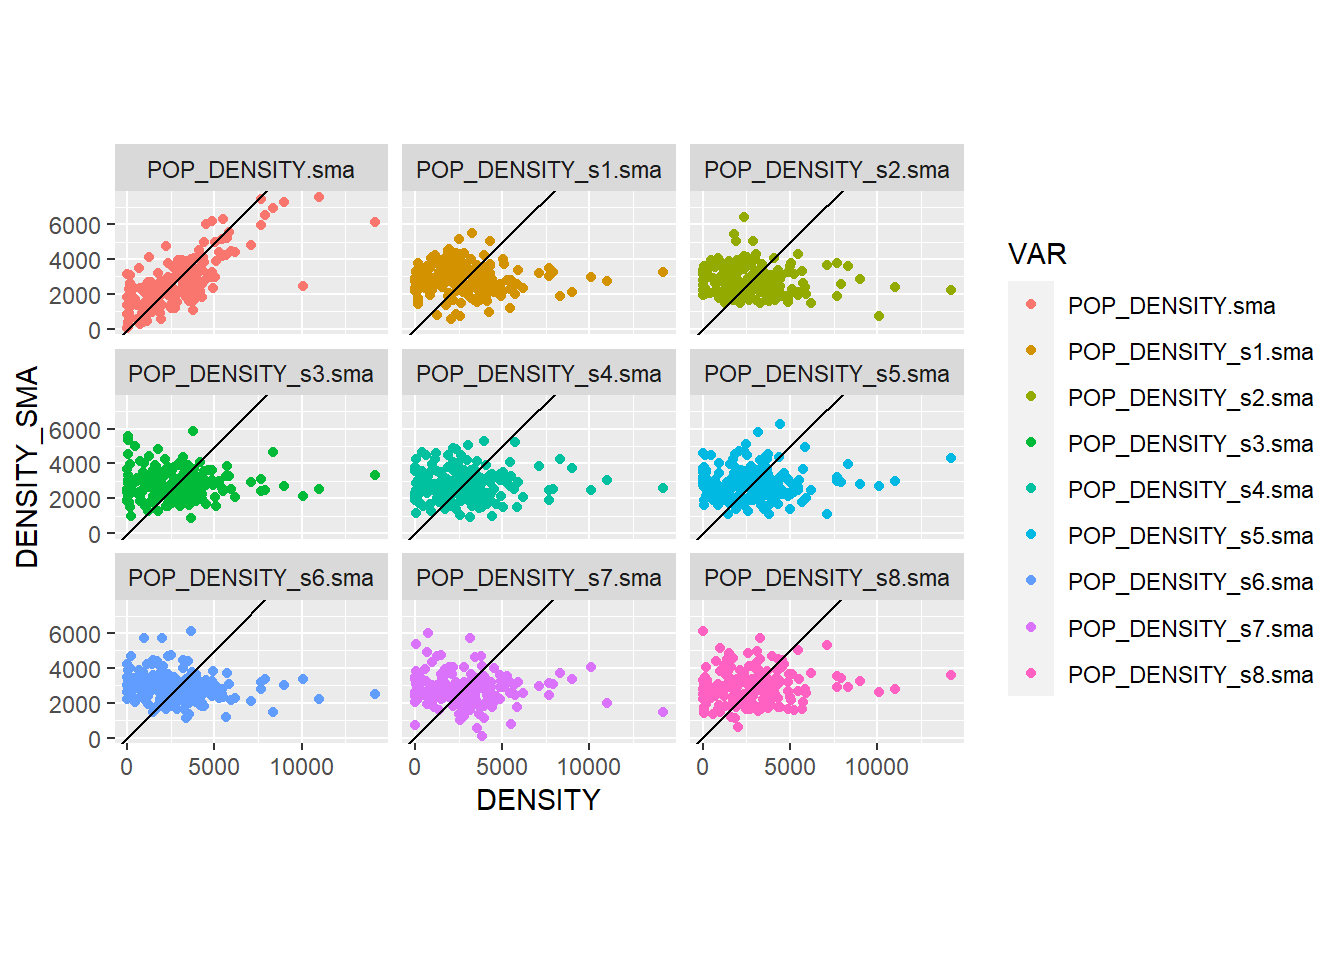 POP_DENSITY.sma
POP_DENSITY_s1.sma
POP_DENSITY_s2.sma
6000
4000
2000
0
POP_DENSITY_s3.sma
POP_DENSITY_s4.sma
POP_DENSITY_s5.sma
6000
4000
2000
0
POP_DENSITY_s6.sma
POP_DENSITY_s7.sma
POP_DENSITY_s8.sma
6000
4000
2000
0
0 5000 10000
0 5000 10000
0 5000 10000
DENSITY
DENSITY_SMA
VAR
POP_DENSITY.sma
POP_DENSITY_s1.sma
POP_DENSITY_s2.sma
POP_DENSITY_s3.sma
POP_DENSITY_s4.sma
POP_DENSITY_s5.sma
POP_DENSITY_s6.sma
POP_DENSITY_s7.sma
POP_DENSITY_s8.sma